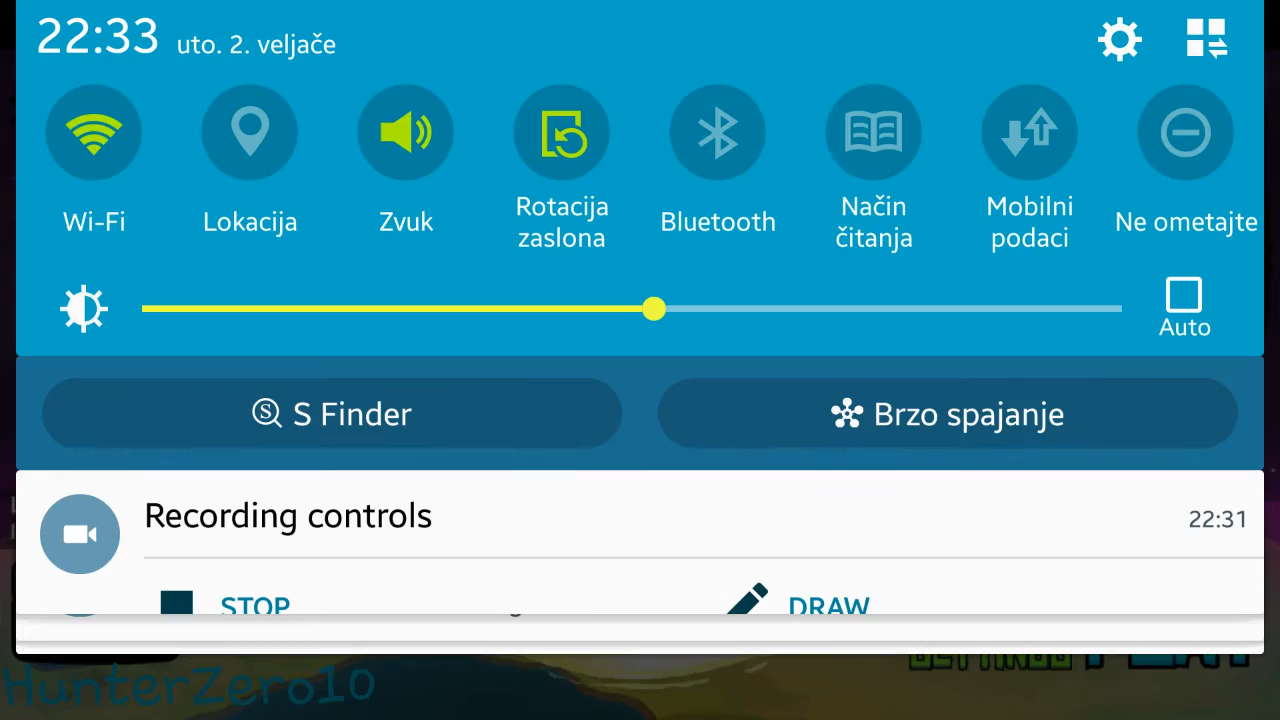 22:33 uto. 2. veljače
Wi-Fi
Lokacija
Zvuk
Rotacija
zaslona
Bluetooth
Način
čitanja
Mobilni
podaci
Ne ometajte
Auto
S Finder
Brzo spajanje
Recording controls
22:31
STOP
DRAW
HunterZero10